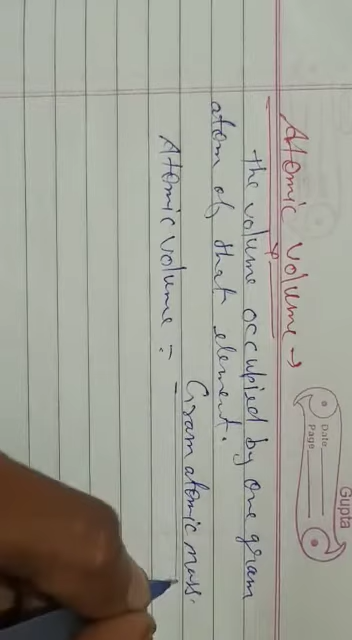 Gupta
Date
Page
Atomic volume →
The volume occupied by one gram
atom of that element.
Atomic volume =
Gram atomic mass.